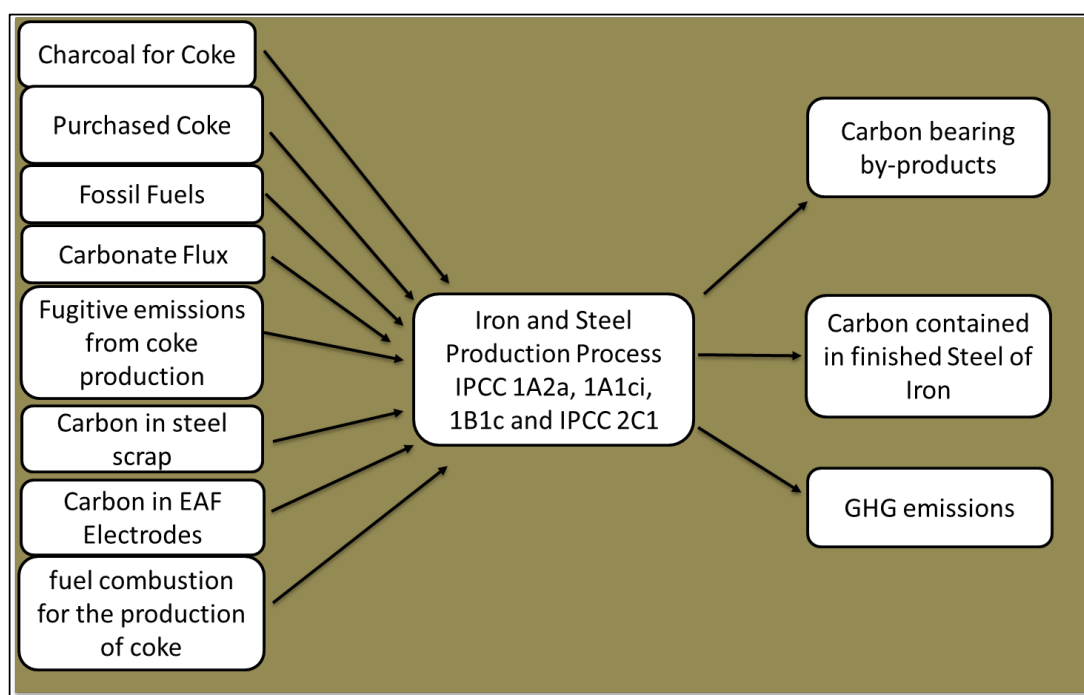 Charcoal for Coke
Purchased Coke
Fossil Fuels
Carbonate Flux
Fugitive emissions
from coke
production
Carbon in steel
scrap
Carbon in EAF
Electrodes
fuel combustion
for the production
of coke
Iron and Steel
Production Process
IPCC 1A2a, 1A1ci,
1B1c and IPCC 2C1
Carbon bearing
by-products
Carbon contained
in finished Steel of
Iron
GHG emissions